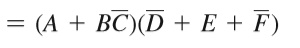 = (A + BC̅)(D̅ + E + F̅)